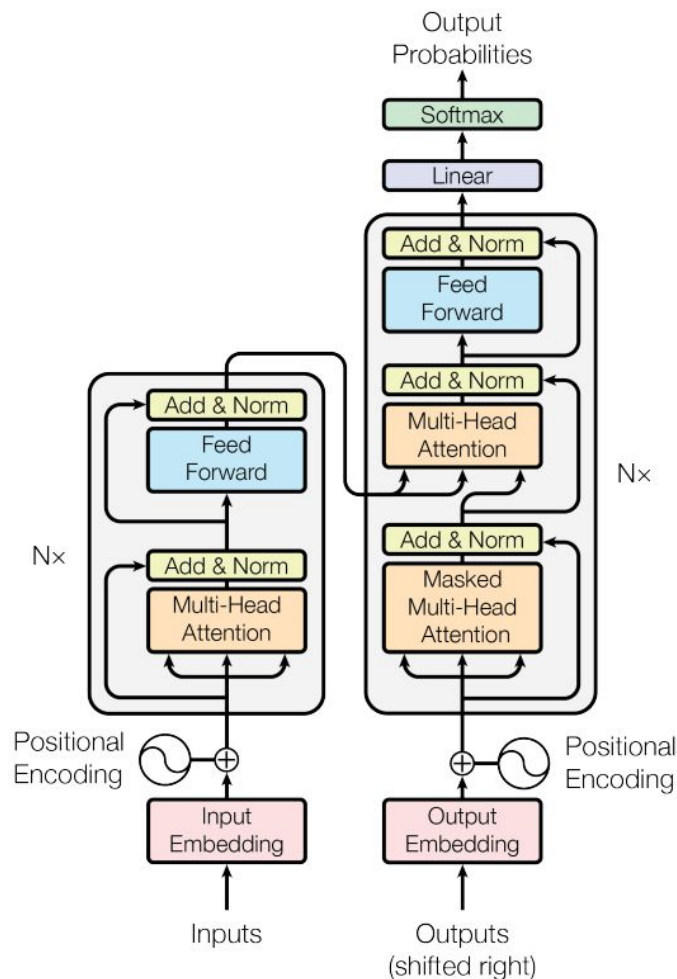 Output
Probabilities
Softmax
Linear
Add & Norm
Feed
Forward
Add & Norm
Multi-Head
Attention
Add & Norm
Masked
Multi-Head
Attention
Nx
Add & Norm
Feed
Forward
Add & Norm
Multi-Head
Attention
Nx
Positional
Encoding
Positional
Encoding
Input
Embedding
Output
Embedding
Inputs
Outputs
(shifted right)